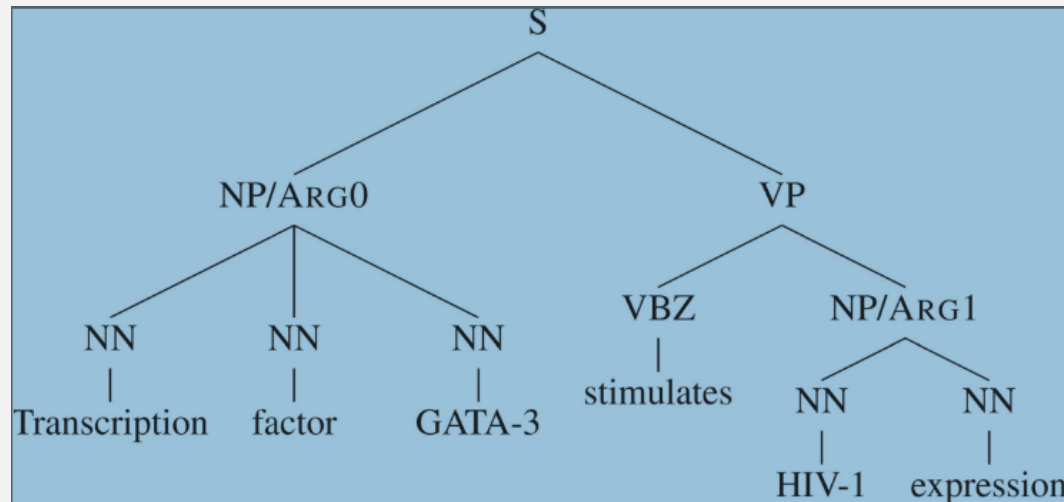 S
NP/ARG0 VP
VBZ NP/ARG1
NN NN NN
stimulates NN NN
Transcription factor GATA-3
HIV-1 expression